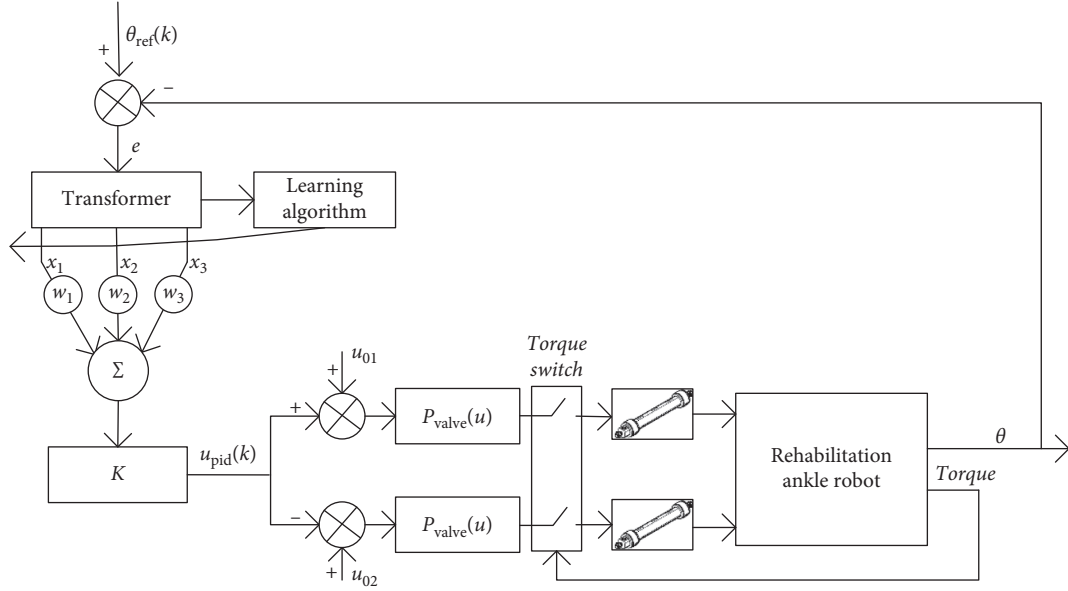 θref(k)
+
−
e
Transformer
Learning
algorithm
x1
x2
x3
w1
w2
w3
Σ
K
upid(k)
+
−
+
u01
+
u02
Pvalve(u)
Pvalve(u)
Torque
switch
Rehabilitation
ankle robot
θ
Torque